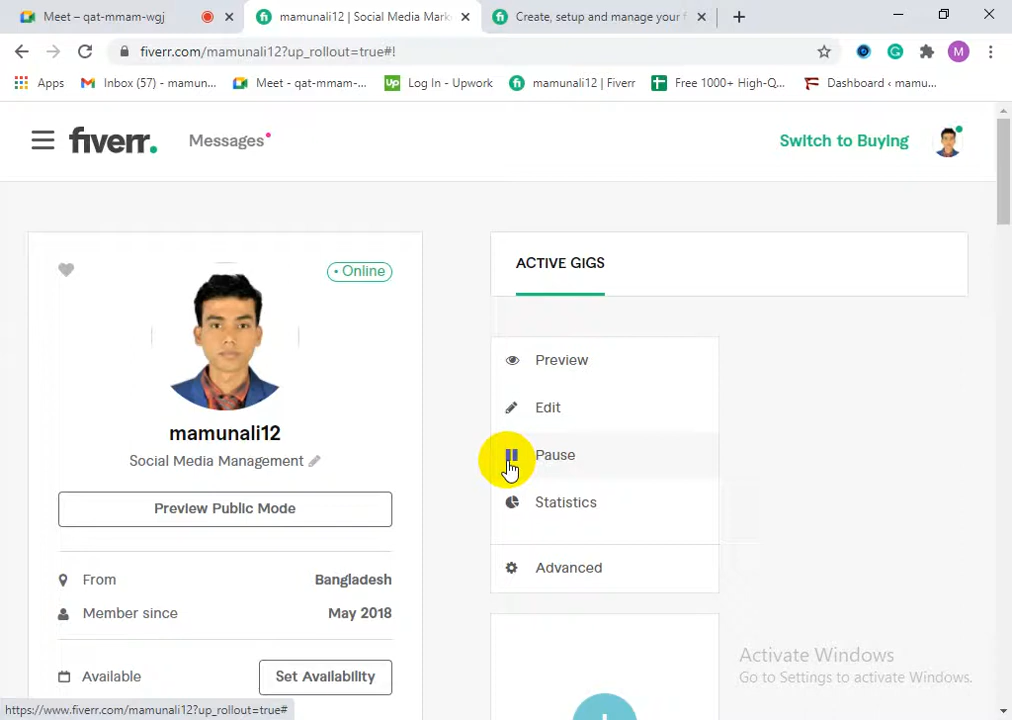 Meet – qat-mmam-wgj
mamunali12 | Social Media Mark
Create, setup and manage your f
fiverr.com/mamunali12?up_rollout=true#!
M
Apps
Inbox (57) - mamun...
Meet - qat-mmam-...
Up
Log In - Upwork
mamunali12 | Fiverr
Free 1000+ High-Q...
Dashboard ‹ mamu...
fiverr.
Messages
Switch to Buying
• Online
mamunali12
Social Media Management
Preview Public Mode
From Bangladesh
Member since May 2018
Available Set Availability
ACTIVE GIGS
Preview
Edit
Pause
Statistics
Advanced
Activate Windows
Go to Settings to activate Windows.
https://www.fiverr.com/mamunali12?up_rollout=true#